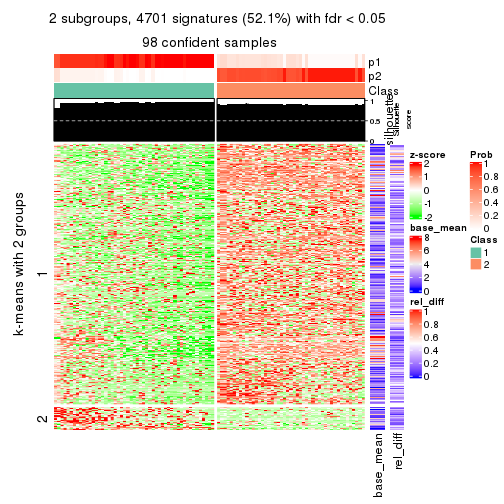 2 subgroups, 4701 signatures (52.1%) with fdr < 0.05
98 confident samples
p1
p2
Class
1
0.5
0
silhouette
Silhouette
score
k-means with 2 groups
1
2
base_mean
rel_diff
z-score
2
1
0
-1
-2
base_mean
8
6
4
2
0
rel_diff
1
0.8
0.6
0.4
0.2
0
Prob
1
0.8
0.6
0.4
0.2
0
Class
1
2